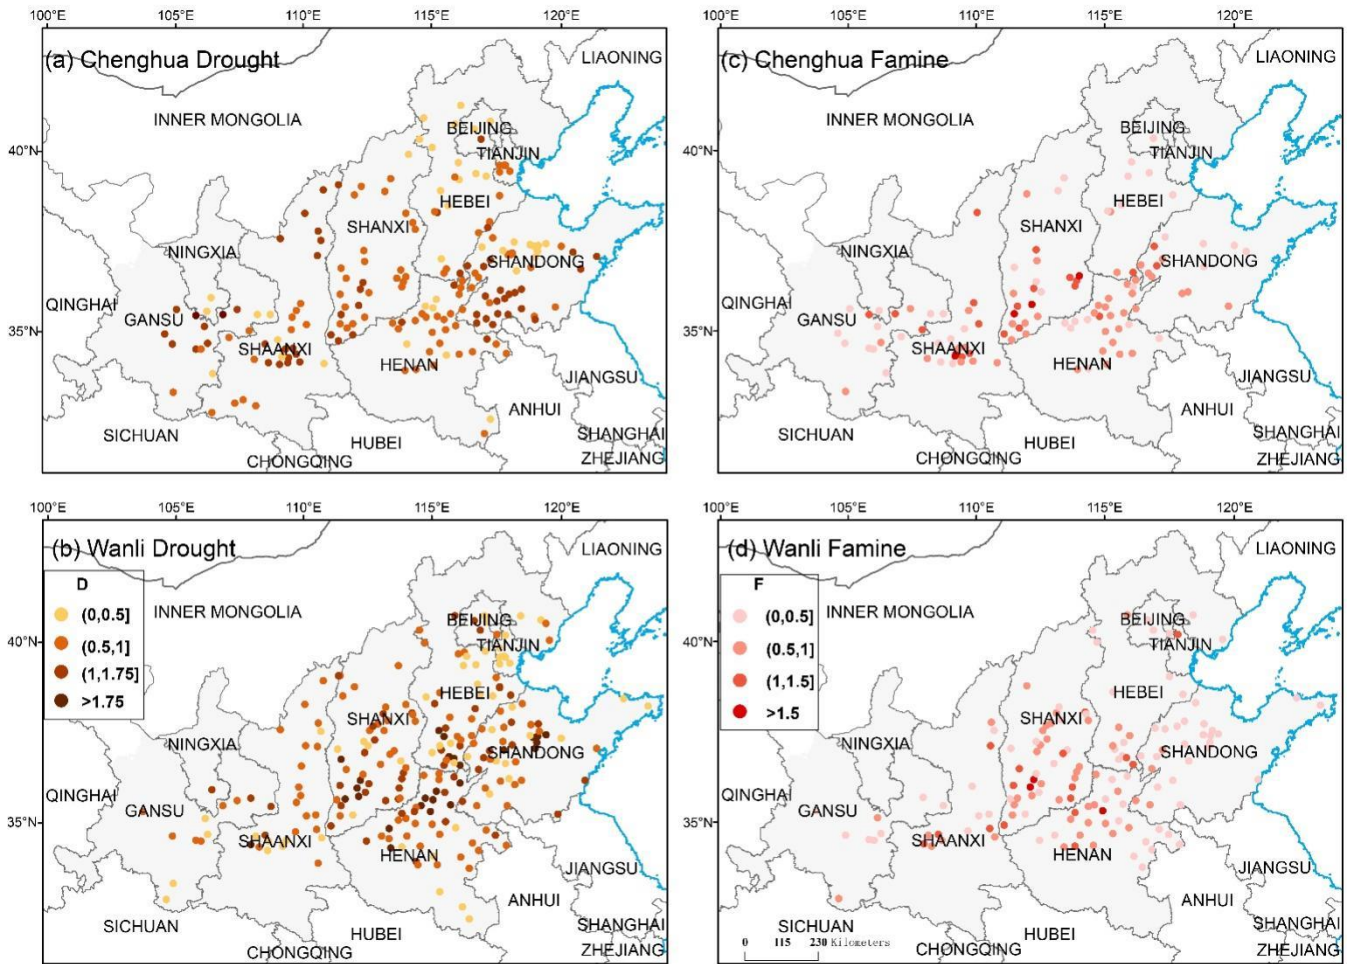 100°E 105°E 110°E 115°E 120°E
(a) Chenghua Drought
LIAONING
INNER MONGOLIA
BEIJING
40°N
TIANJIN
HEBEI
SHANXI
NINGXIA
SHANDONG
QINGHAI
GANSU
35°N
SHAANXI
HENAN
JIANGSU
ANHUI
SICHUAN
HUBEI
SHANGHAI
CHONGQING
ZHEJIANG
100°E 105°E 110°E 115°E 120°E
(c) Chenghua Famine
LIAONING
INNER MONGOLIA
BEIJING
40°N
TIANJIN
HEBEI
SHANXI
NINGXIA
SHANDONG
QINGHAI
GANSU
35°N
SHAANXI
HENAN
JIANGSU
ANHUI
SICHUAN
HUBEI
SHANGHAI
CHONGQING
ZHEJIANG
100°E 105°E 110°E 115°E 120°E
(b) Wanli Drought
LIAONING
D
(0,0.5]
(0.5,1]
(1,1.75]
>1.75
INNER MONGOLIA
BEIJING
40°N
TIANJIN
HEBEI
SHANXI
NINGXIA
SHANDONG
QINGHAI
GANSU
35°N
SHAANXI
HENAN
JIANGSU
ANHUI
SICHUAN
HUBEI
SHANGHAI
CHONGQING
ZHEJIANG
100°E 105°E 110°E 115°E 120°E
(d) Wanli Famine
LIAONING
F
(0,0.5]
(0.5,1]
(1,1.5]
>1.5
INNER MONGOLIA
BEIJING
40°N
TIANJIN
HEBEI
SHANXI
NINGXIA
SHANDONG
QINGHAI
GANSU
35°N
SHAANXI
HENAN
JIANGSU
ANHUI
SICHUAN
HUBEI
SHANGHAI
0 115 230 Kilometers
CHONGQING
ZHEJIANG